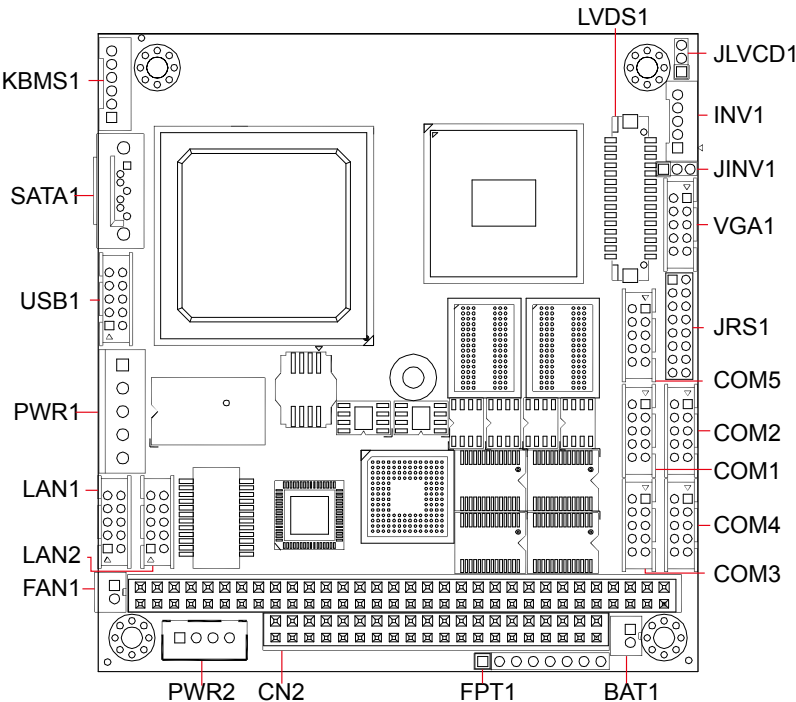 LVDS1
KBMS1
JLVCD1
INV1
SATA1
JINV1
VGA1
USB1
JRS1
COM5
PWR1
COM2
COM1
LAN1
COM4
LAN2
COM3
FAN1
PWR2
CN2
FPT1
BAT1